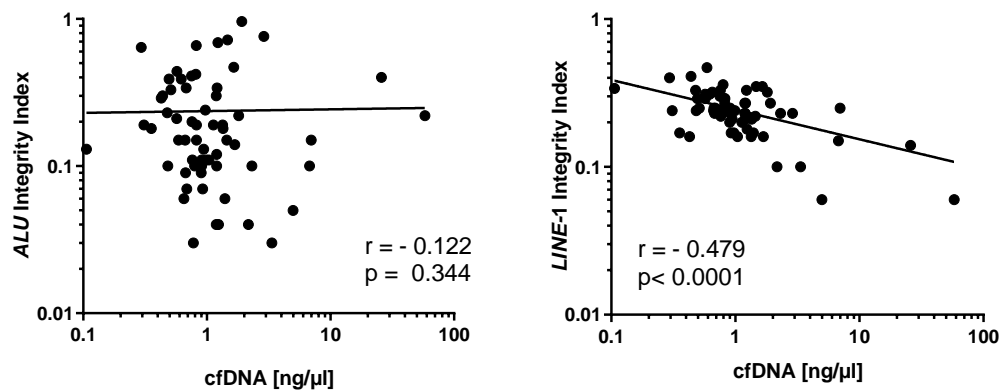 ALU Integrity Index
1
0.1
0.01
0.1
1
10
100
cfDNA [ng/µl]
r = - 0.122
p = 0.344
LINE-1 Integrity Index
1
0.1
0.01
0.1
1
10
100
cfDNA [ng/µl]
r = - 0.479
p< 0.0001